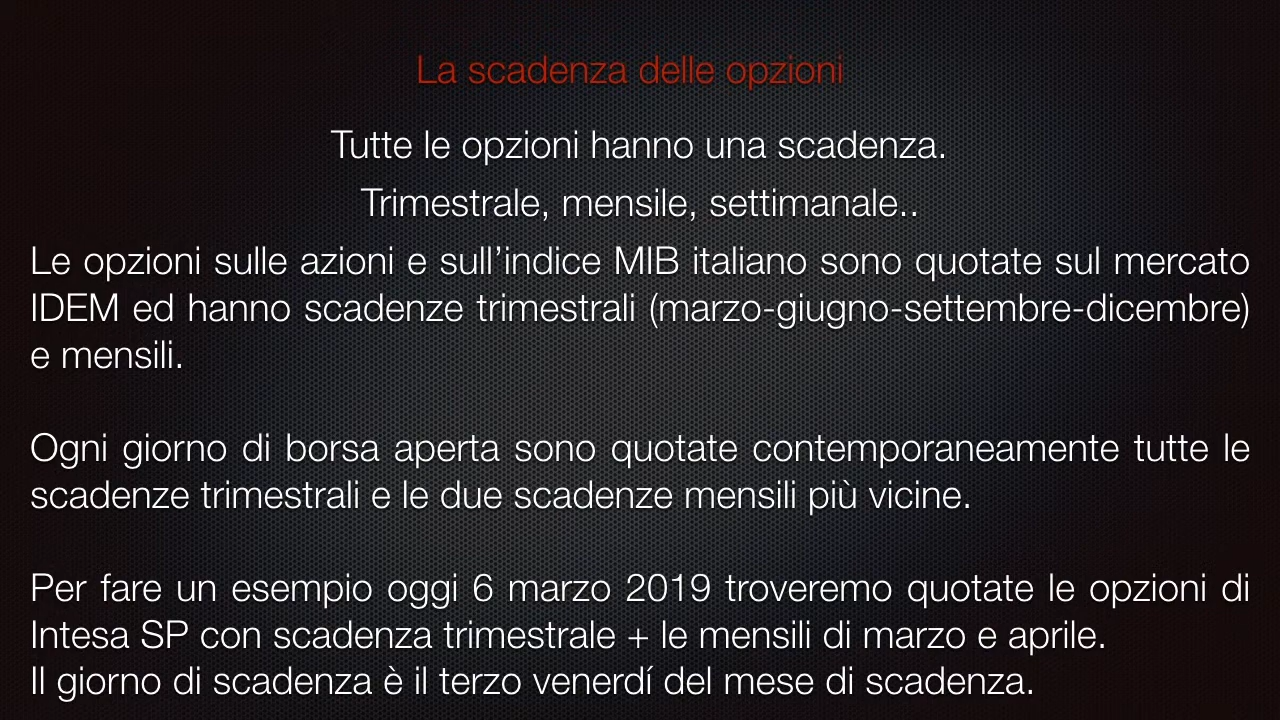 La scadenza delle opzioni
Tutte le opzioni hanno una scadenza.
Trimestrale, mensile, settimanale..
Le opzioni sulle azioni e sull’indice MIB italiano sono quotate sul mercato
IDEM ed hanno scadenze trimestrali (marzo-giugno-settembre-dicembre)
e mensili.
Ogni giorno di borsa aperta sono quotate contemporaneamente tutte le
scadenze trimestrali e le due scadenze mensili più vicine.
Per fare un esempio oggi 6 marzo 2019 troveremo quotate le opzioni di
Intesa SP con scadenza trimestrale + le mensili di marzo e aprile.
Il giorno di scadenza è il terzo venerdí del mese di scadenza.